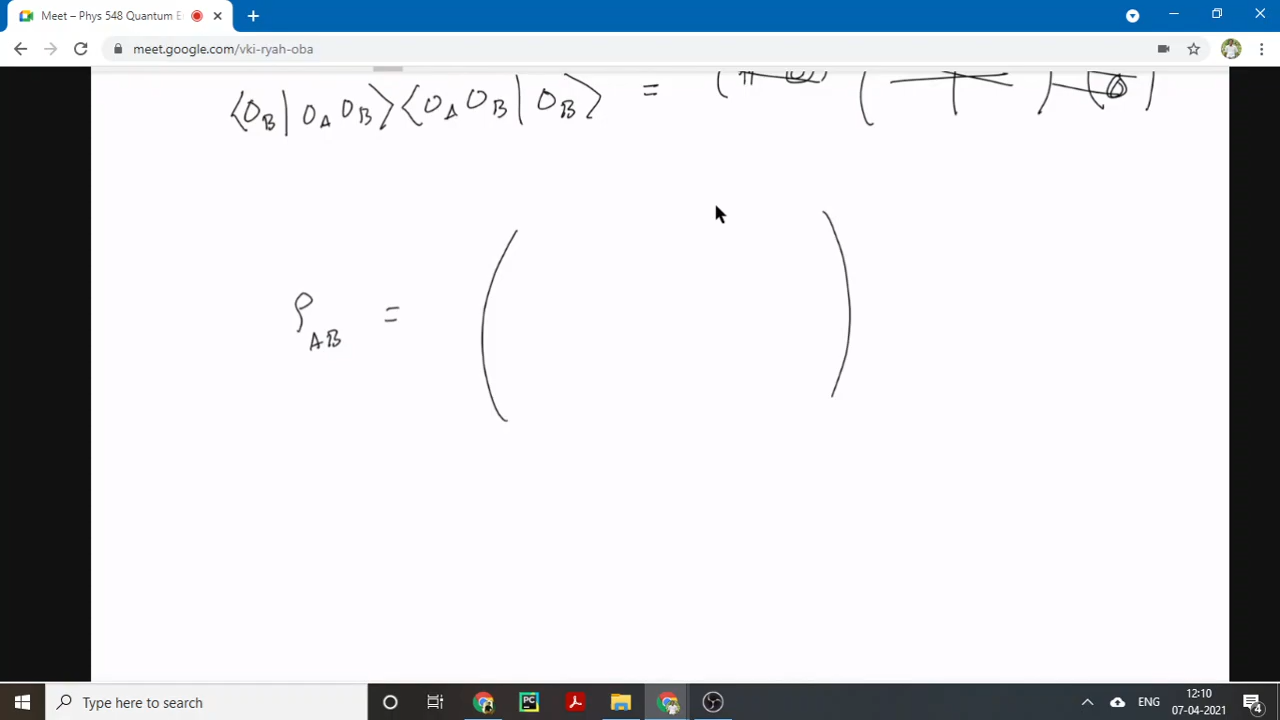 Meet – Phys 548 Quantum E
meet.google.com/vki-ryah-oba
⟨0_B | 0_A 0_B⟩⟨0_A 0_B | 0_B⟩ =
ρ_AB = ( )
Type here to search
ENG
12:10
07-04-2021
4